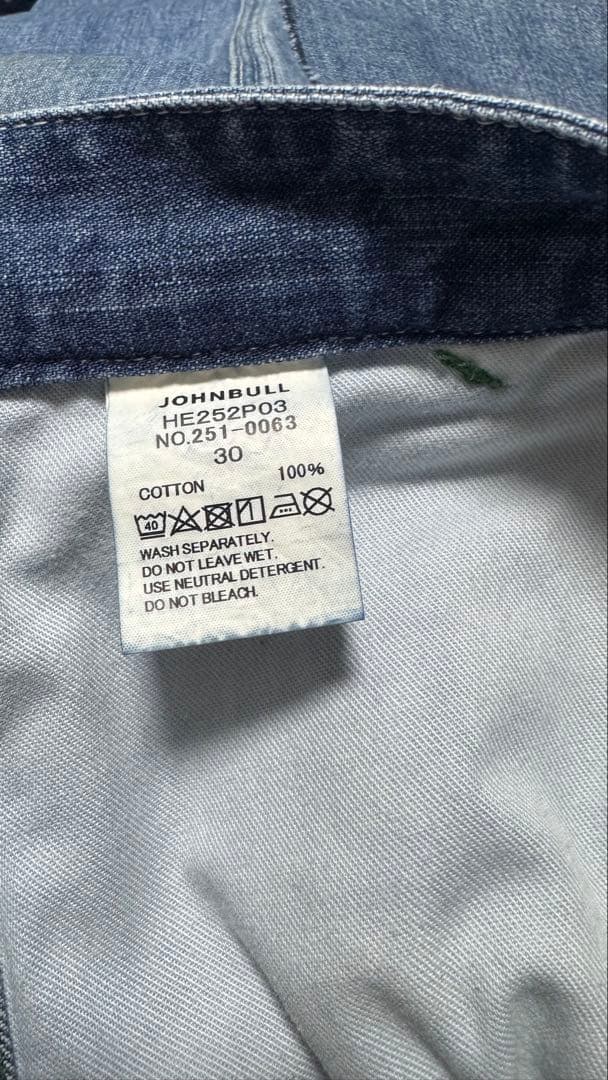 JOHNBULL
HE252P03
NO.251-0063
30
COTTON 100%
40
WASH SEPARATELY.
DO NOT LEAVE WET.
USE NEUTRAL DETERGENT.
DO NOT BLEACH.